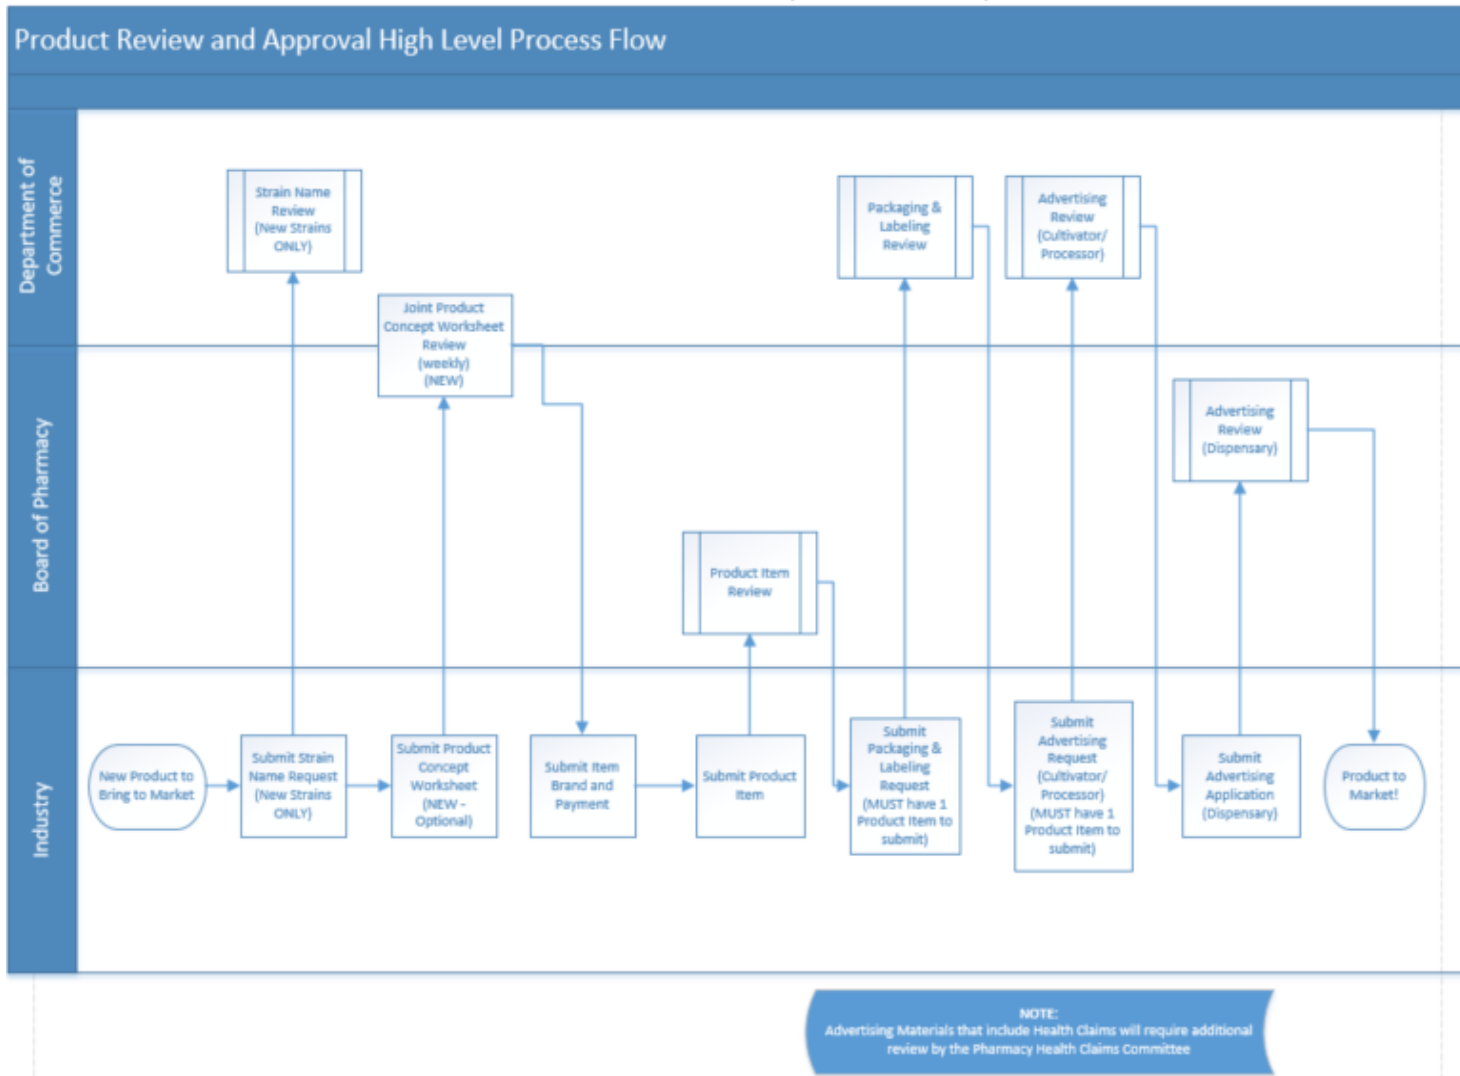 Product Review and Approval High Level Process Flow
Department of
Commerce
Strain Name
Review
(New Strains
ONLY)
Packaging &
Labeling
Review
Advertising
Review
(Cultivator/
Processor)
Joint Product
Concept Worksheet
Review
(weekly)
(NEW)
Board of Pharmacy
Advertising
Review
(Dispensary)
Product Item
Review
Industry
New Product to
Bring to Market
Submit Strain
Name Request
(New Strains
ONLY)
Submit Product
Concept
Worksheet
(NEW -
Optional)
Submit Item
Brand and
Payment
Submit Product
Item
Submit
Packaging &
Labeling
Request
(MUST have 1
Product Item to
submit)
Submit
Advertising
Request
(Cultivator/
Processor)
(MUST have 1
Product Item to
submit)
Submit
Advertising
Application
(Dispensary)
Product to
Market!
NOTE:
Advertising Materials that include Health Claims will require additional
review by the Pharmacy Health Claims Committee